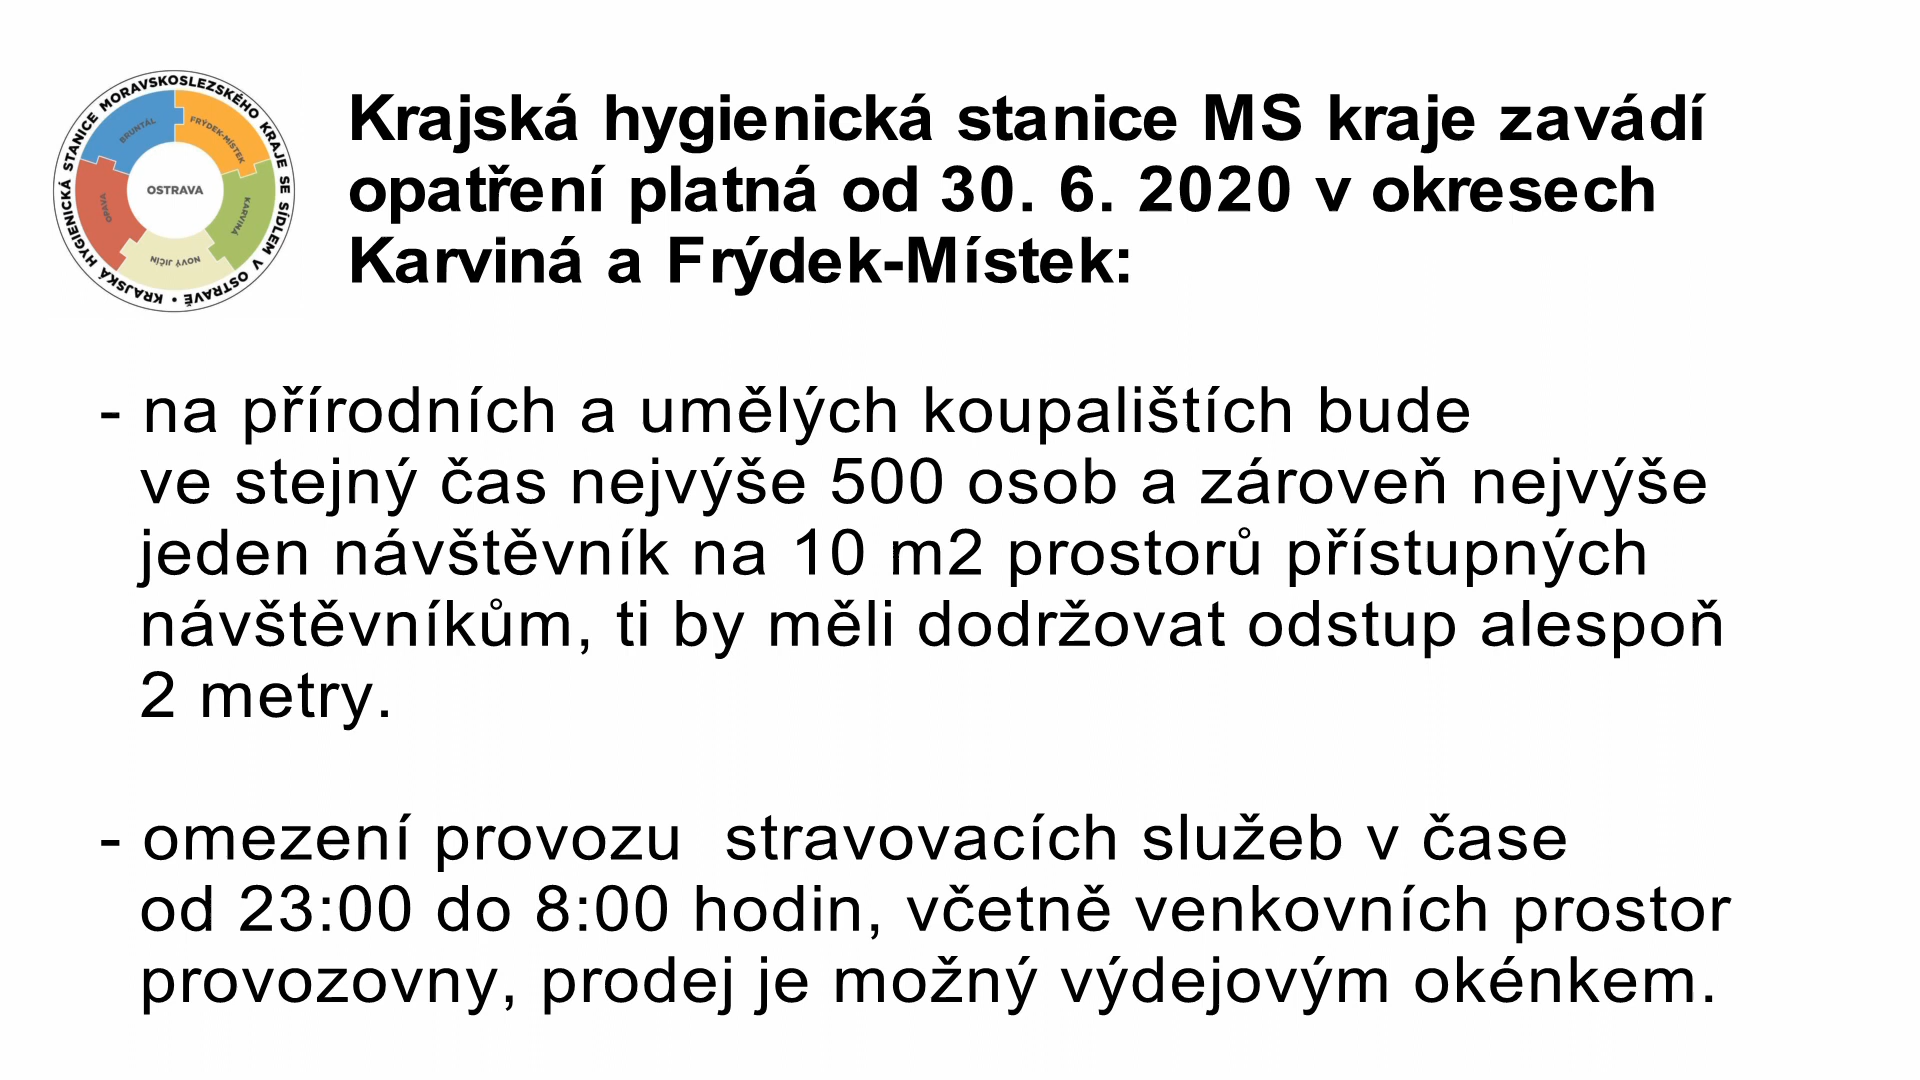 KRAJSKÁ HYGIENICKÁ STANICE MORAVSKOSLEZSKÉHO KRAJE SE SÍDLEM V OSTRAVĚ •
BRUNTÁL
FRÝDEK-MÍSTEK
OSTRAVA
OPAVA
KARVINÁ
NOVÝ JIČÍN
Krajská hygienická stanice MS kraje zavádí
opatření platná od 30. 6. 2020 v okresech
Karviná a Frýdek-Místek:
- na přírodních a umělých koupalištích bude
ve stejný čas nejvýše 500 osob a zároveň nejvýše
jeden návštěvník na 10 m2 prostorů přístupných
návštěvníkům, ti by měli dodržovat odstup alespoň
2 metry.
- omezení provozu  stravovacích služeb v čase
od 23:00 do 8:00 hodin, včetně venkovních prostor
provozovny, prodej je možný výdejovým okénkem.